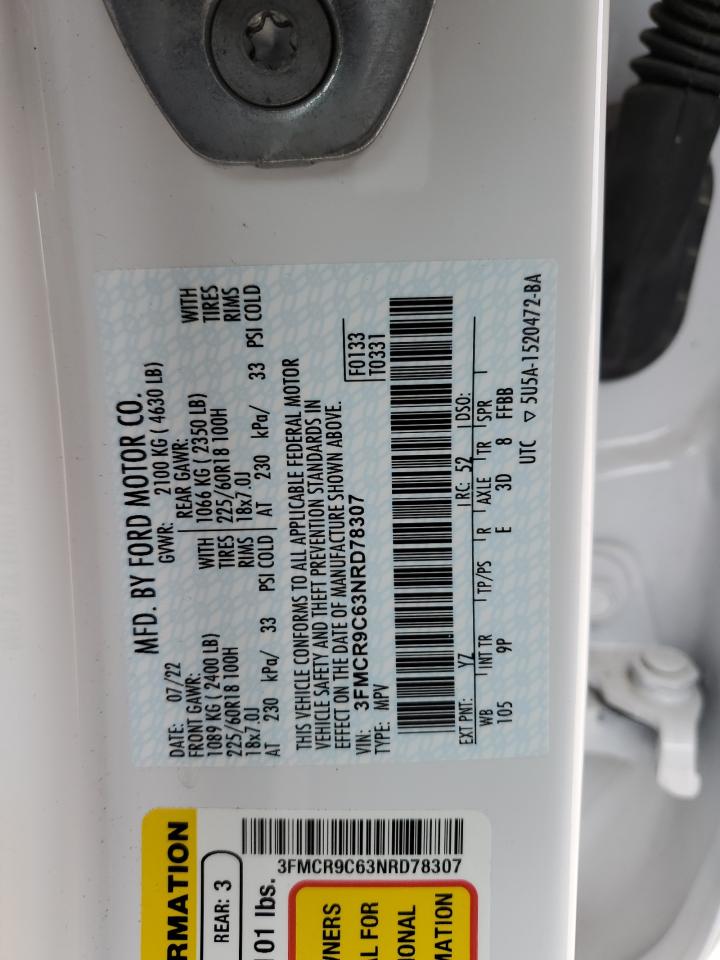 MFD. BY FORD MOTOR CO.
DATE: 07/22 GVWR: 2100 KG ( 4630 LB)
FRONT GAWR: REAR GAWR:
1089 KG ( 2400 LB) WITH 1066 KG ( 2350 LB) WITH
225/60R18 100H TIRES 225/60R18 100H TIRES
18x7.0J RIMS 18x7.0J RIMS
AT 230 kPa/ 33 PSI COLD AT 230 kPa/ 33 PSI COLD
THIS VEHICLE CONFORMS TO ALL APPLICABLE FEDERAL MOTOR
VEHICLE SAFETY AND THEFT PREVENTION STANDARDS IN
EFFECT ON THE DATE OF MANUFACTURE SHOWN ABOVE.
VIN: 3FMCR9C63NRD78307 F0133
TYPE: MPV T0331
EXT PNT: YZ RC: 52 DSO:
WB INT TR TP/PS R AXLE TR SPR
105 9P E 3D 8 FFBB
UTC ▽ 5U5A-1520472-BA
RMATION
REAR: 3
101 lbs.
3FMCR9C63NRD78307